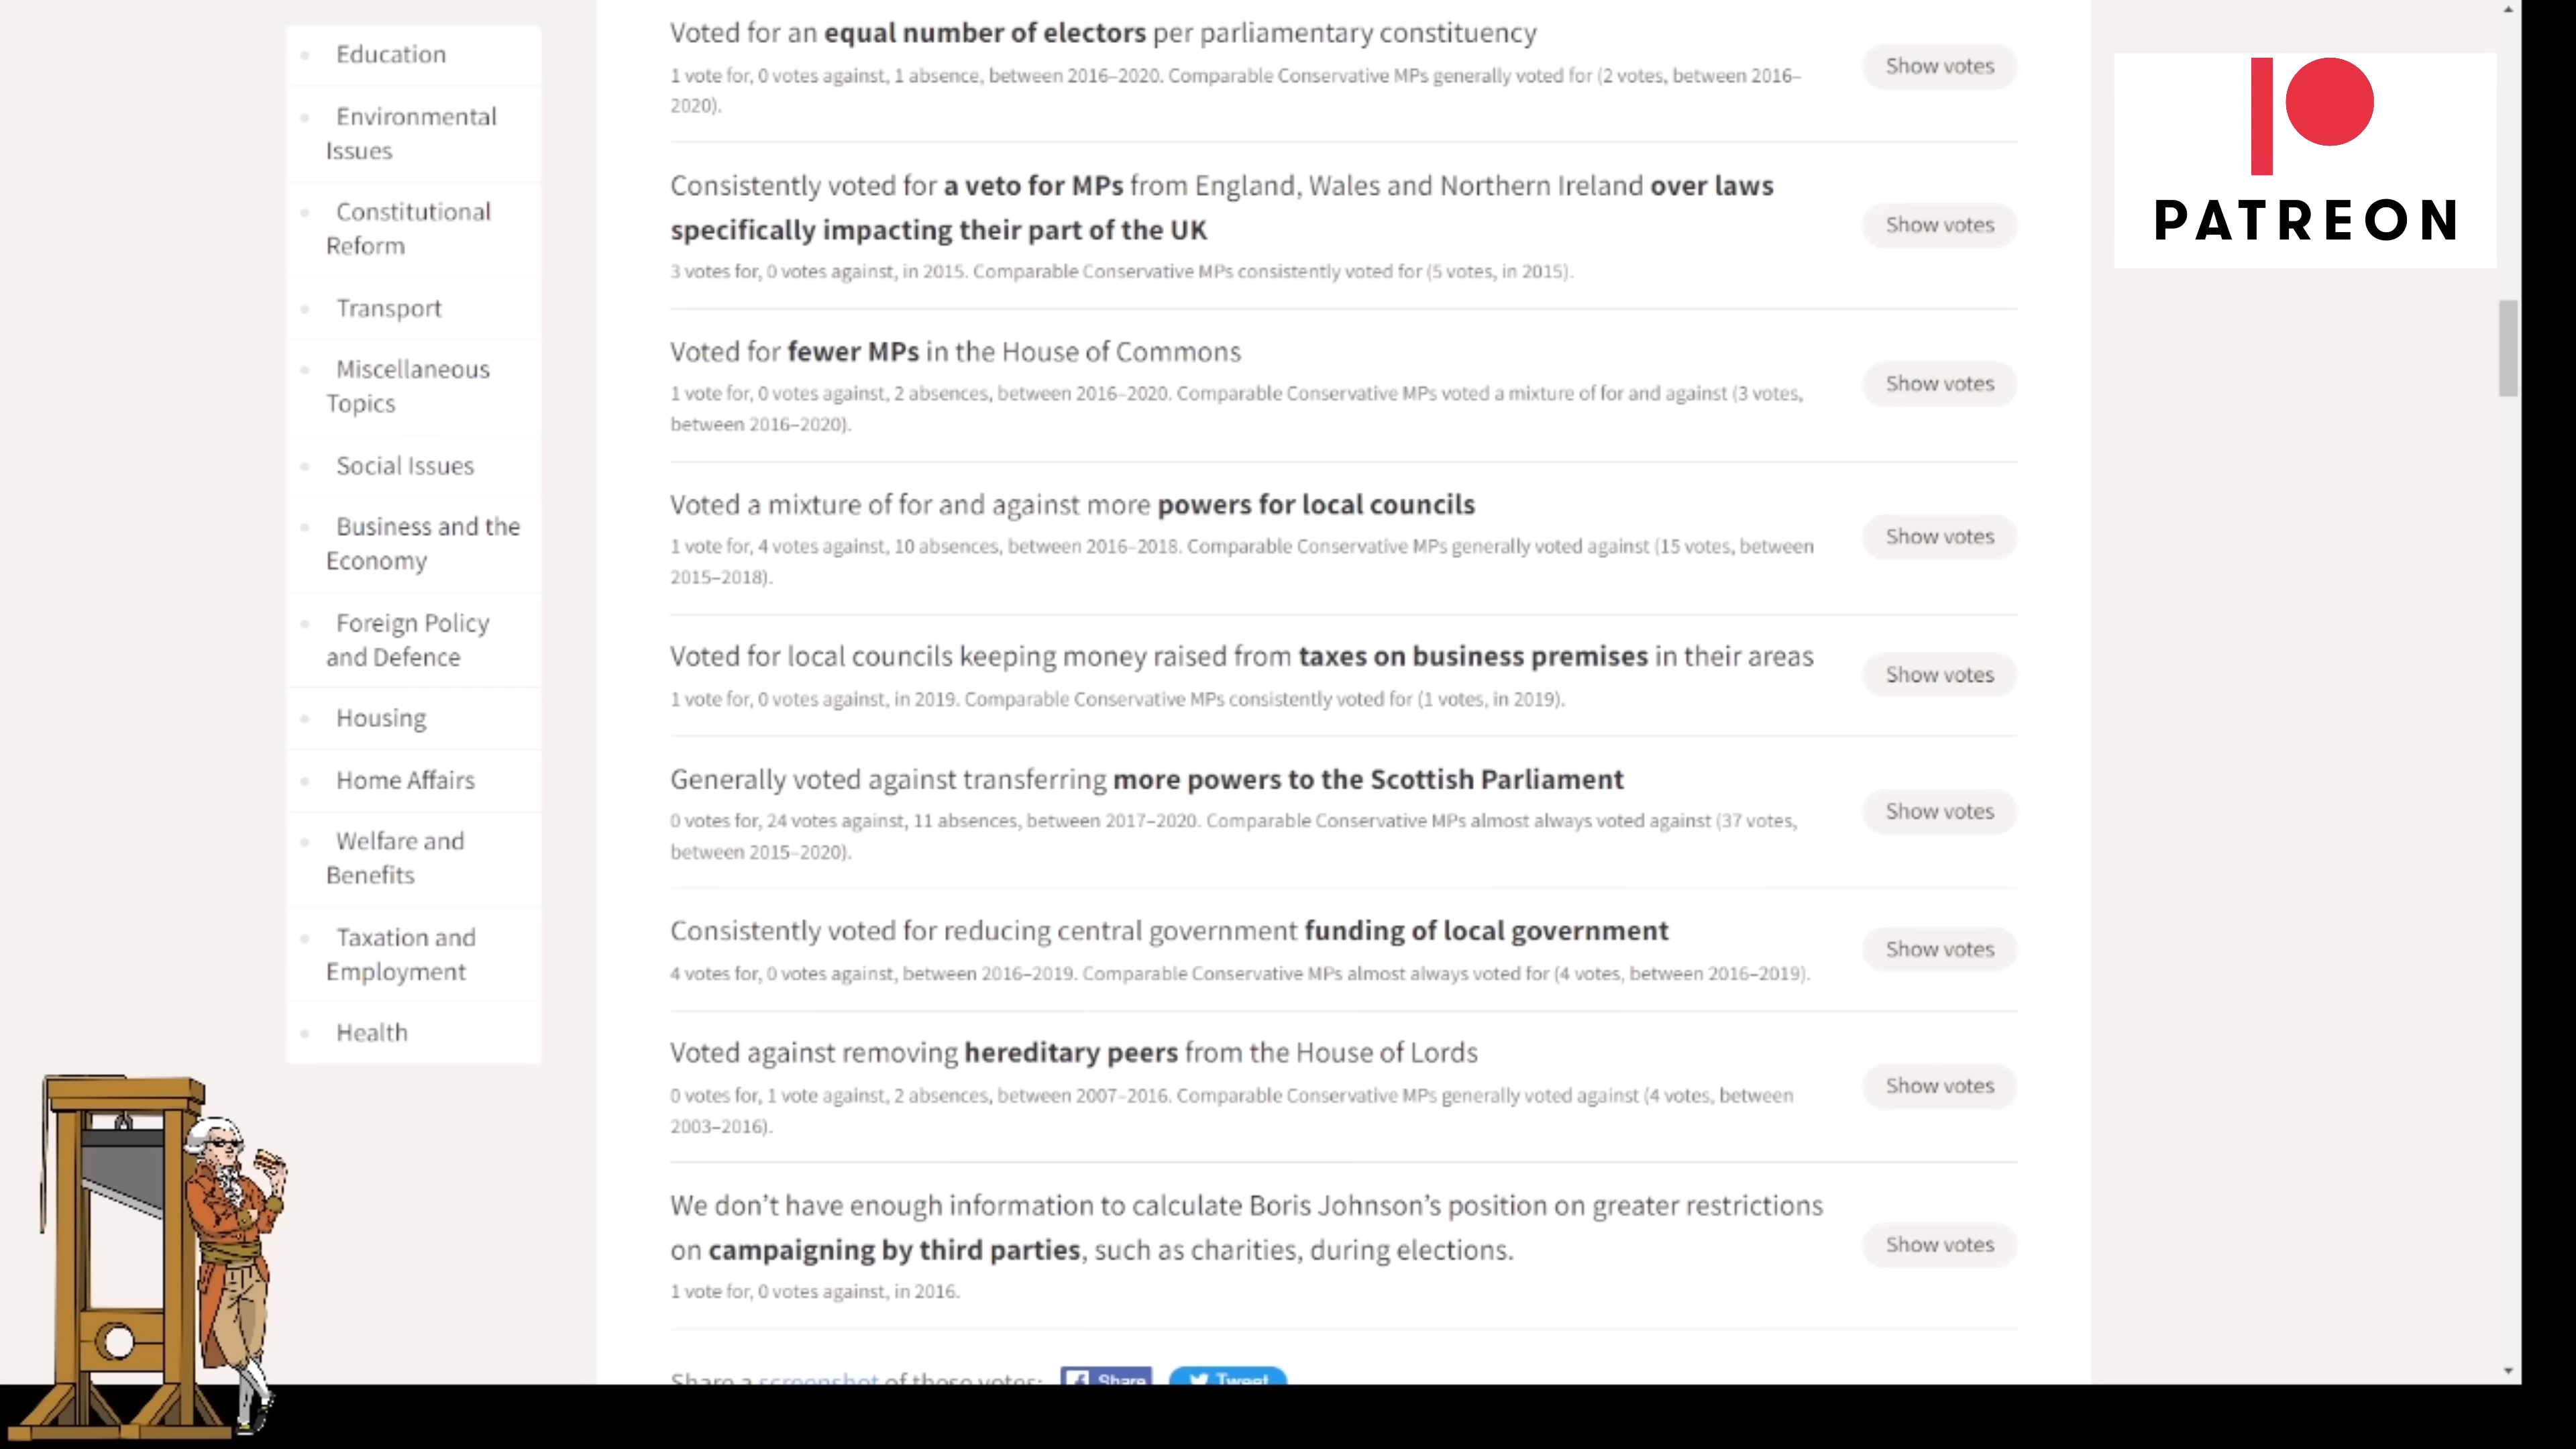 Education
Environmental
Issues
Constitutional
Reform
Transport
Miscellaneous
Topics
Social Issues
Business and the
Economy
Foreign Policy
and Defence
Housing
Home Affairs
Welfare and
Benefits
Taxation and
Employment
Health
Voted for an equal number of electors per parliamentary constituency
1 vote for, 0 votes against, 1 absence, between 2016–2020. Comparable Conservative MPs generally voted for (2 votes, between 2016–
2020).
Show votes
Consistently voted for a veto for MPs from England, Wales and Northern Ireland over laws
specifically impacting their part of the UK
3 votes for, 0 votes against, in 2015. Comparable Conservative MPs consistently voted for (5 votes, in 2015).
Show votes
Voted for fewer MPs in the House of Commons
1 vote for, 0 votes against, 2 absences, between 2016–2020. Comparable Conservative MPs voted a mixture of for and against (3 votes,
between 2016–2020).
Show votes
Voted a mixture of for and against more powers for local councils
1 vote for, 4 votes against, 10 absences, between 2016–2018. Comparable Conservative MPs generally voted against (15 votes, between
2015–2018).
Show votes
Voted for local councils keeping money raised from taxes on business premises in their areas
1 vote for, 0 votes against, in 2019. Comparable Conservative MPs consistently voted for (1 votes, in 2019).
Show votes
Generally voted against transferring more powers to the Scottish Parliament
0 votes for, 24 votes against, 11 absences, between 2017–2020. Comparable Conservative MPs almost always voted against (37 votes,
between 2015–2020).
Show votes
Consistently voted for reducing central government funding of local government
4 votes for, 0 votes against, between 2016–2019. Comparable Conservative MPs almost always voted for (4 votes, between 2016–2019).
Show votes
Voted against removing hereditary peers from the House of Lords
0 votes for, 1 vote against, 2 absences, between 2007–2016. Comparable Conservative MPs generally voted against (4 votes, between
2003–2016).
Show votes
We don’t have enough information to calculate Boris Johnson’s position on greater restrictions
on campaigning by third parties, such as charities, during elections.
1 vote for, 0 votes against, in 2016.
Show votes
Share a screenshot of these votes: Share Tweet
PATREON